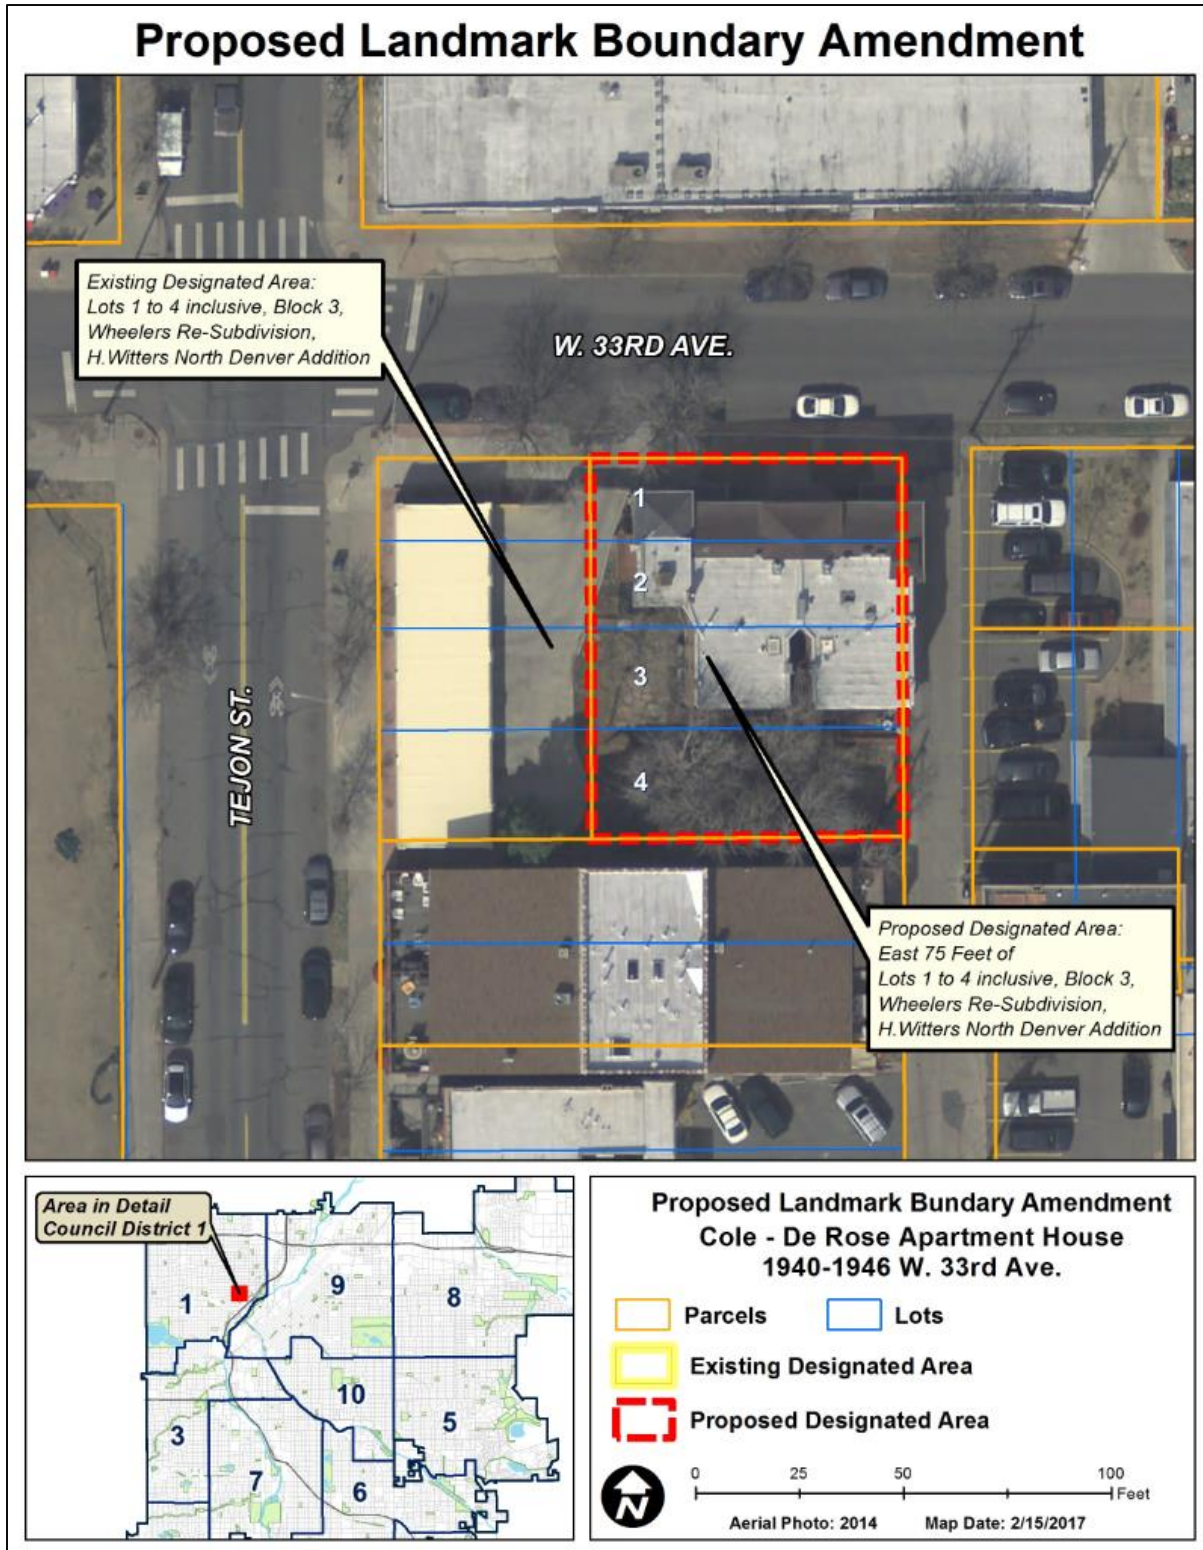 Proposed Landmark Boundary Amendment
Existing Designated Area:
Lots 1 to 4 inclusive, Block 3,
Wheelers Re-Subdivision,
H.Witters North Denver Addition
W. 33RD AVE.
1
2
3
4
TEJON ST.
Proposed Designated Area:
East 75 Feet of
Lots 1 to 4 inclusive, Block 3,
Wheelers Re-Subdivision,
H.Witters North Denver Addition
Area in Detail
Council District 1
1
9
8
10
5
3
7
6
Proposed Landmark Bundary Amendment
Cole - De Rose Apartment House
1940-1946 W. 33rd Ave.
Parcels
Lots
Existing Designated Area
Proposed Designated Area
N
0 25 50 100
Feet
Aerial Photo: 2014 Map Date: 2/15/2017